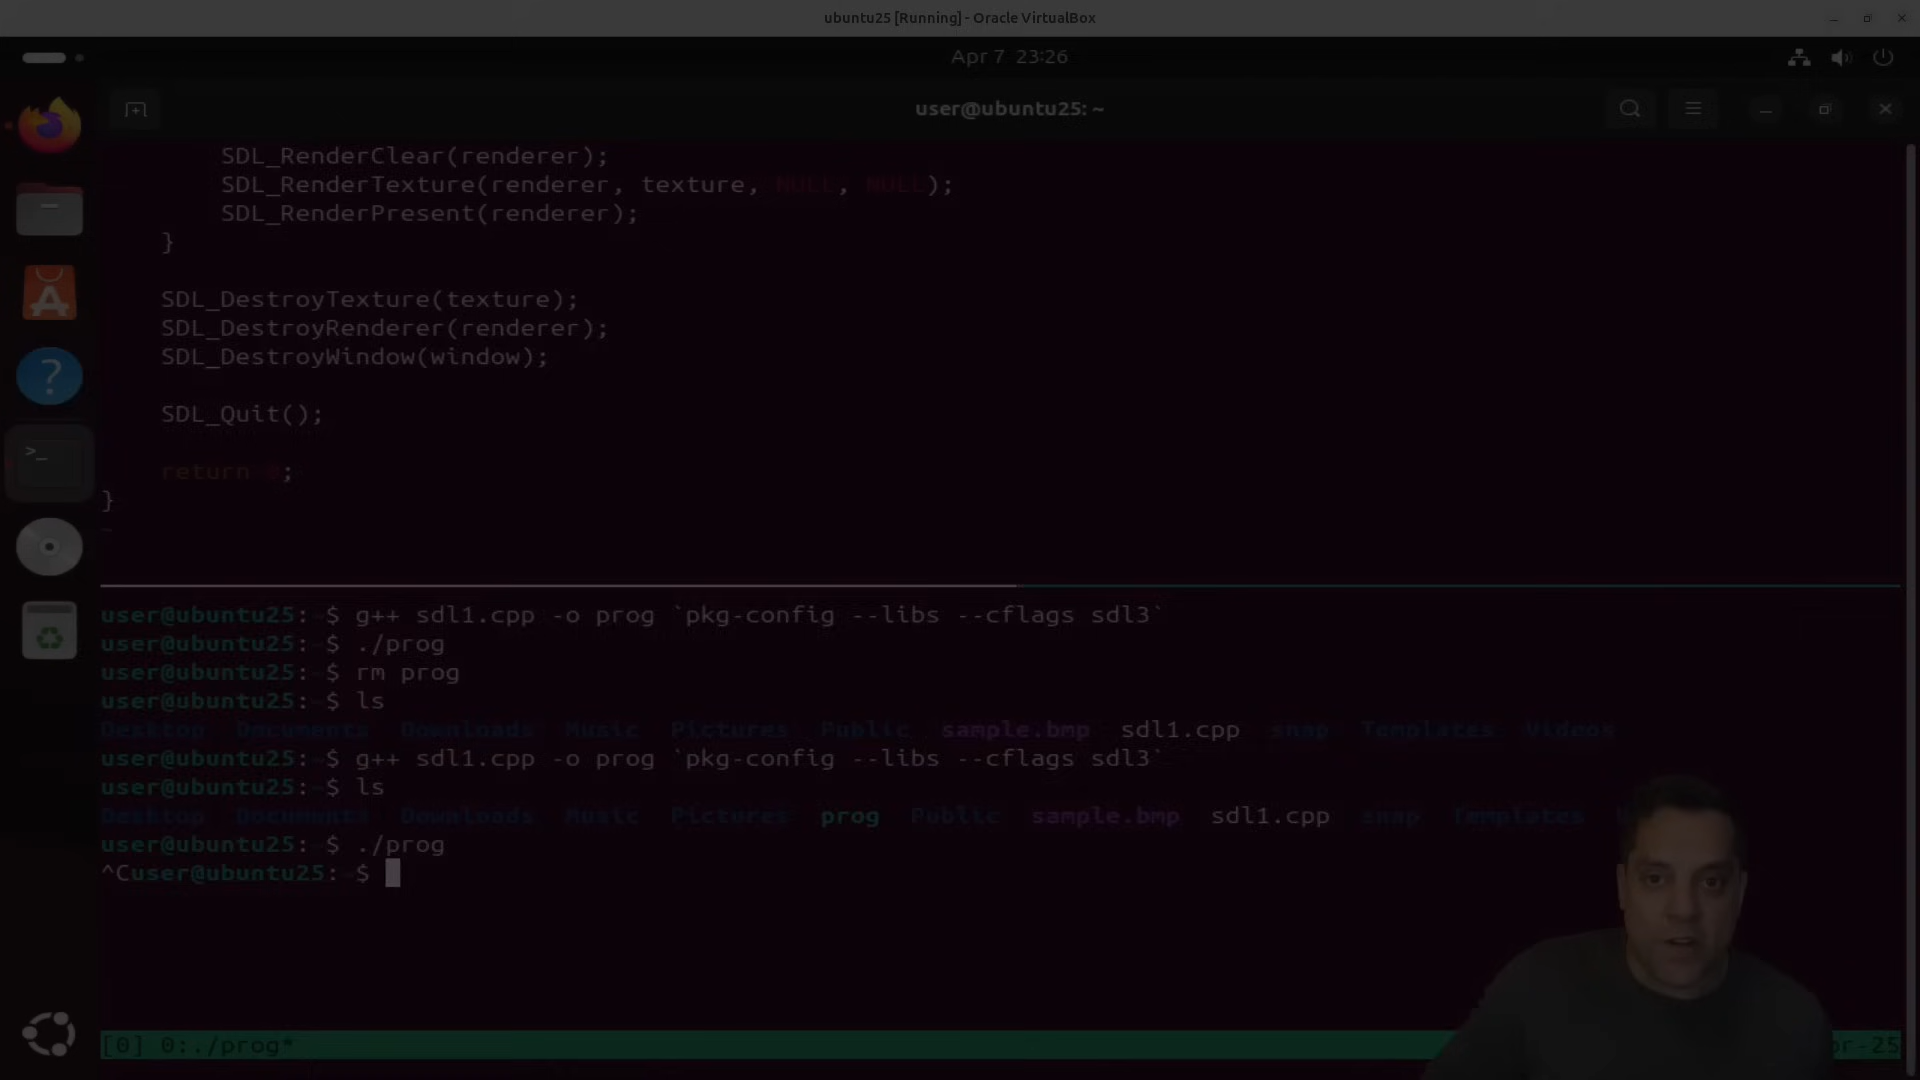 ubuntu25 [Running] - Oracle VirtualBox
Apr 7 23:26
user@ubuntu25: ~
SDL_RenderClear(renderer);
SDL_RenderTexture(renderer, texture, NULL, NULL);
SDL_RenderPresent(renderer);
}
SDL_DestroyTexture(texture);
SDL_DestroyRenderer(renderer);
SDL_DestroyWindow(window);
SDL_Quit();
return 0;
}
~
user@ubuntu25:~$ g++ sdl1.cpp -o prog `pkg-config --libs --cflags sdl3`
user@ubuntu25:~$ ./prog
user@ubuntu25:~$ rm prog
user@ubuntu25:~$ ls
Desktop Documents Downloads Music Pictures Public sample.bmp sdl1.cpp snap Templates Videos
user@ubuntu25:~$ g++ sdl1.cpp -o prog `pkg-config --libs --cflags sdl3`
user@ubuntu25:~$ ls
Desktop Documents Downloads Music Pictures prog Public sample.bmp sdl1.cpp snap Templates
user@ubuntu25:~$ ./prog
^Cuser@ubuntu25:~$
[0] 0:./prog* -25